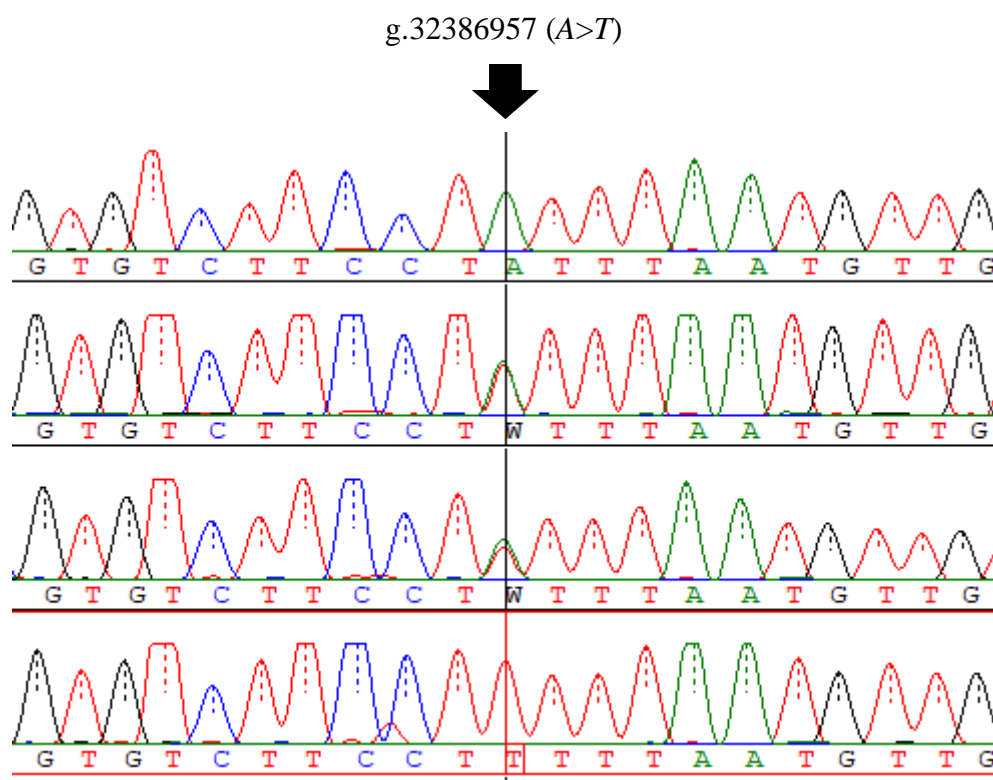 g.32386957 (A>T)
G T G T C T T C C T A T T T A A T G T T G
G T G T C T T C C T W T T T A A T G T T G
G T G T C T T C C T W T T T A A T G T T G
G T G T C T T C C T T T T T A A T G T T G